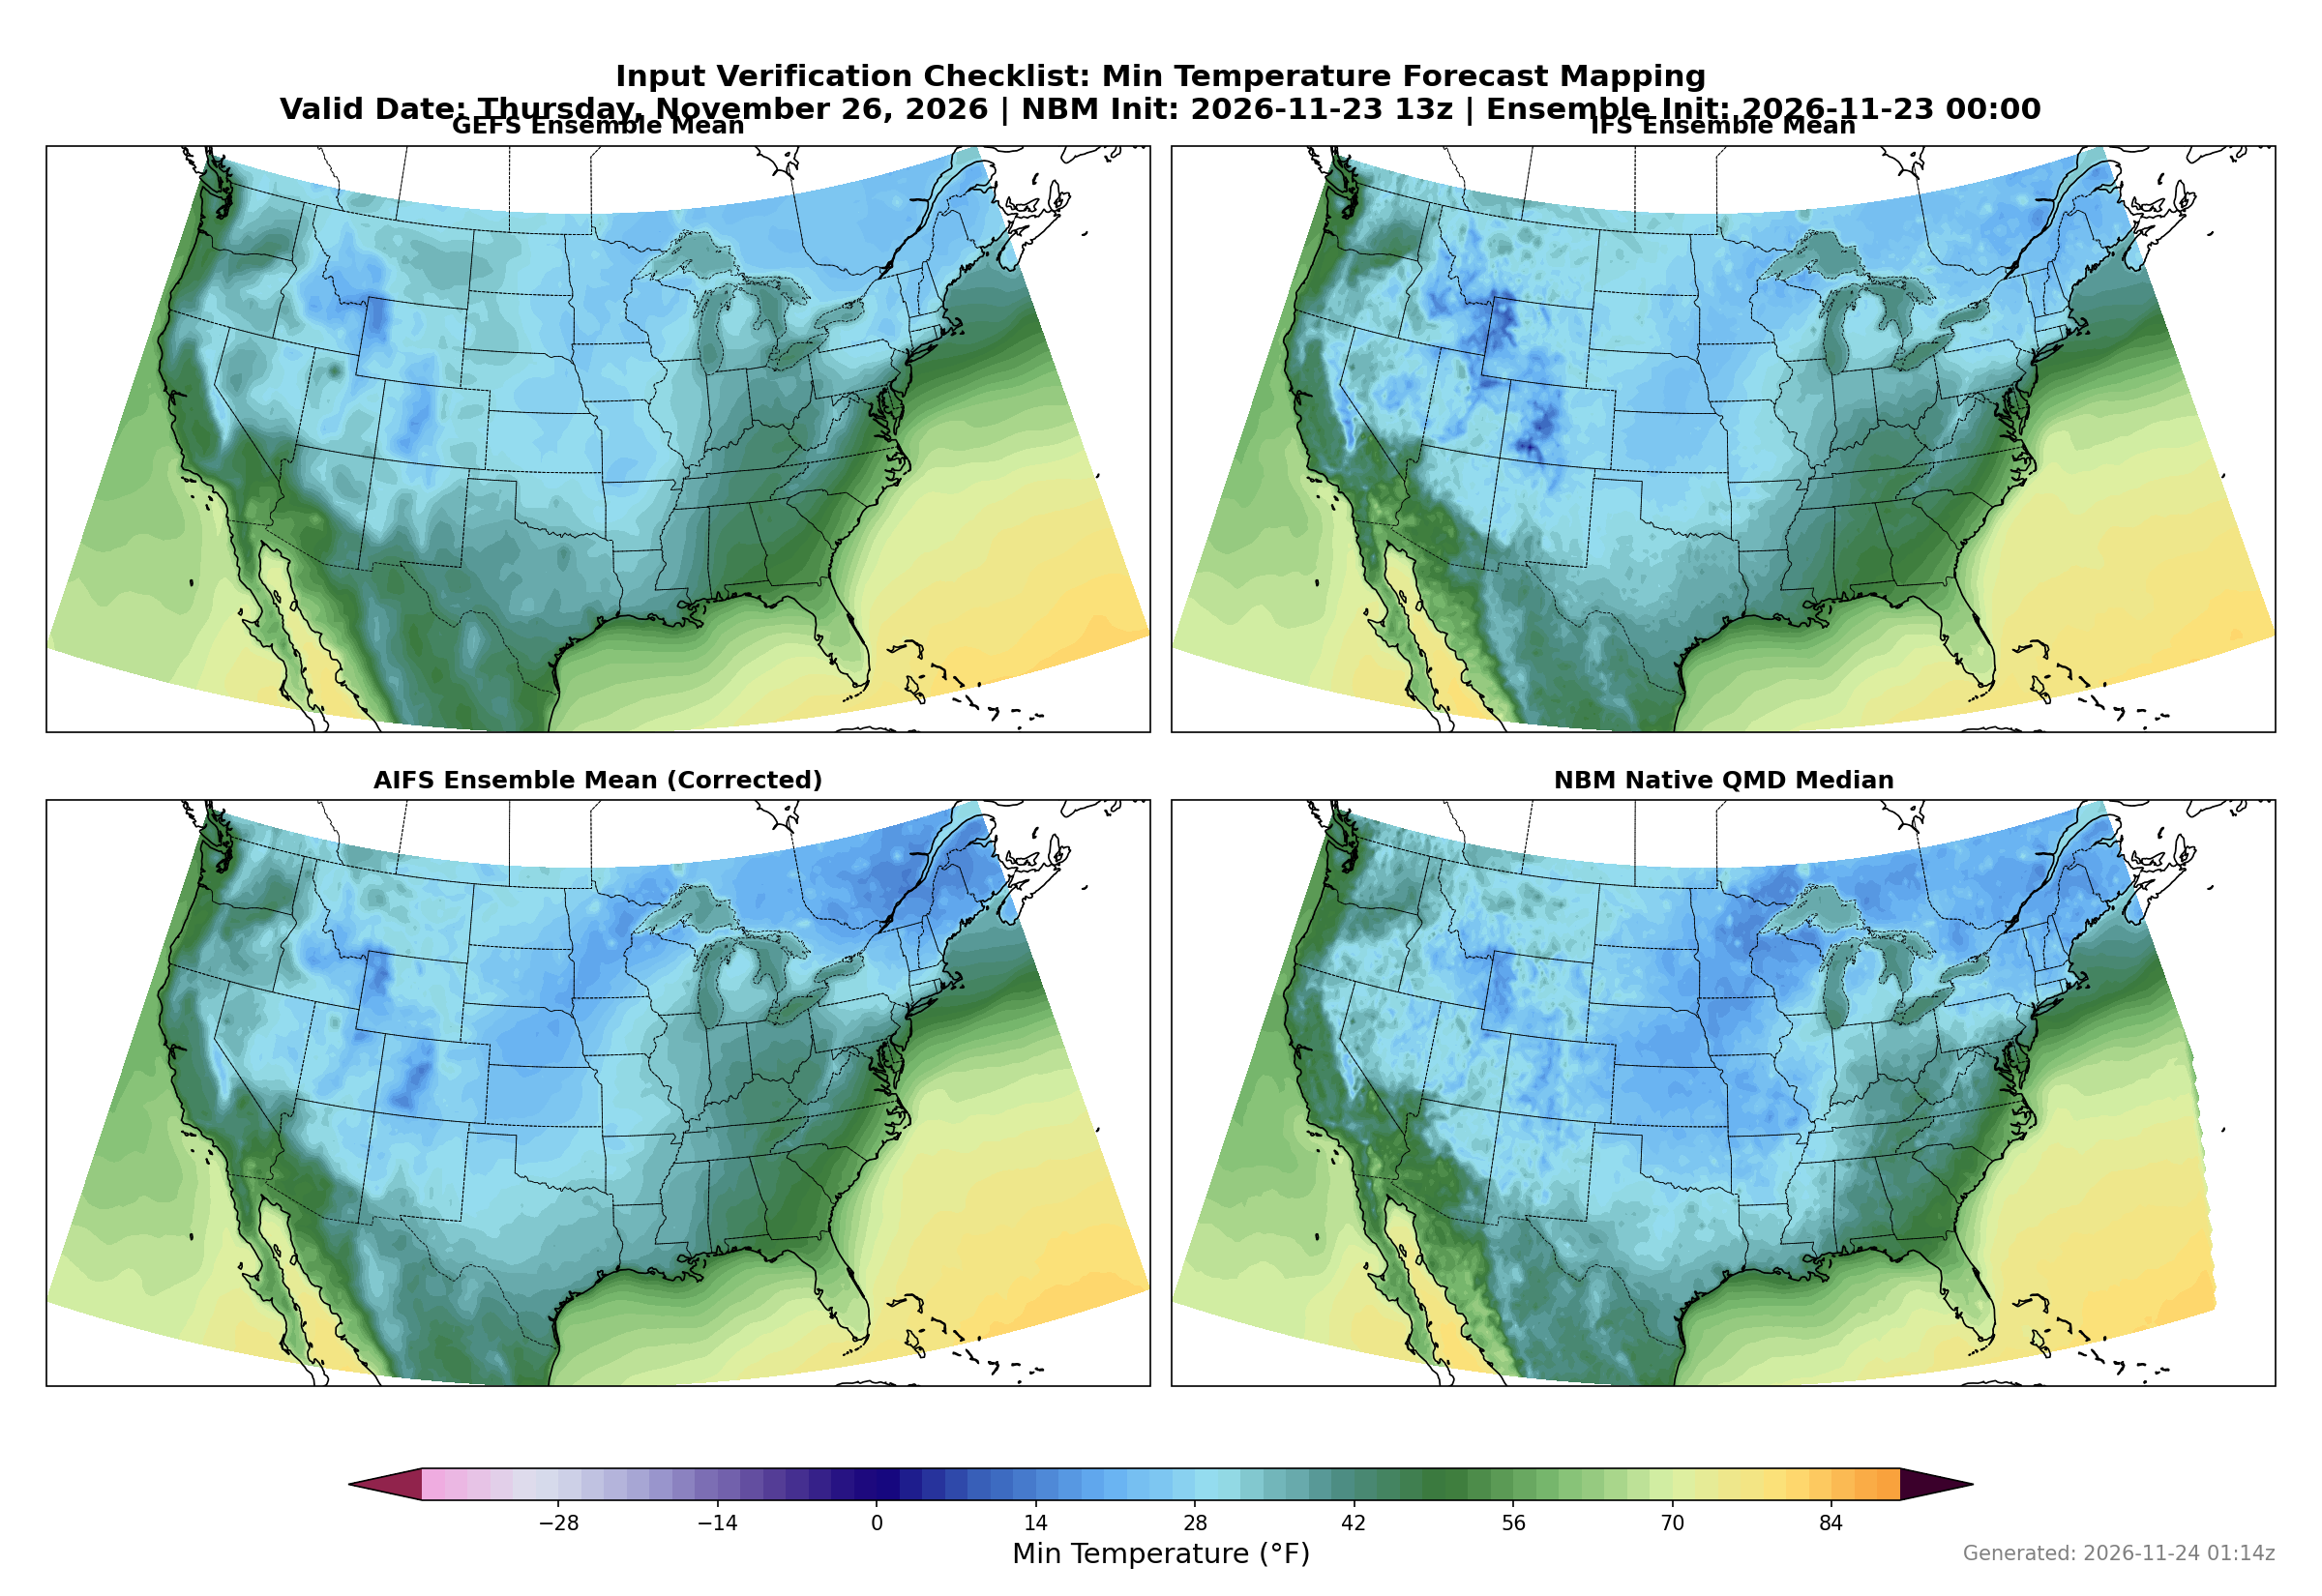 Input Verification Checklist: Min Temperature Forecast Mapping
Valid Date: Thursday, November 26, 2026 | NBM Init: 2026-11-23 13z | Ensemble Init: 2026-11-23 00:00
GEFS Ensemble Mean
IFS Ensemble Mean
AIFS Ensemble Mean (Corrected)
NBM Native QMD Median
−28 −14 0 14 28 42 56 70 84
Min Temperature (°F)
Generated: 2026-11-24 01:14z